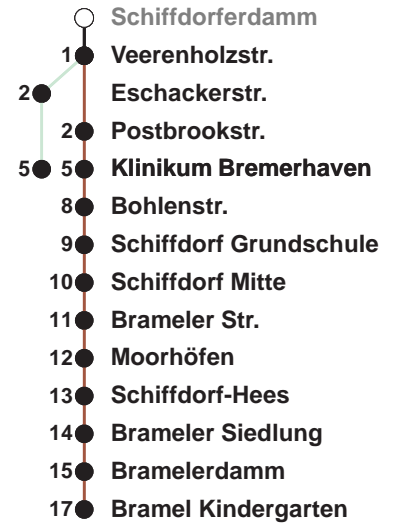 Schiffdorferdamm
1 Veerenholzstr.
2 Eschackerstr.
2 Postbrookstr.
5 5 Klinikum Bremerhaven
8 Bohlenstr.
9 Schiffdorf Grundschule
10 Schiffdorf Mitte
11 Brameler Str.
12 Moorhöfen
13 Schiffdorf-Hees
14 Brameler Siedlung
15 Bramelerdamm
17 Bramel Kindergarten